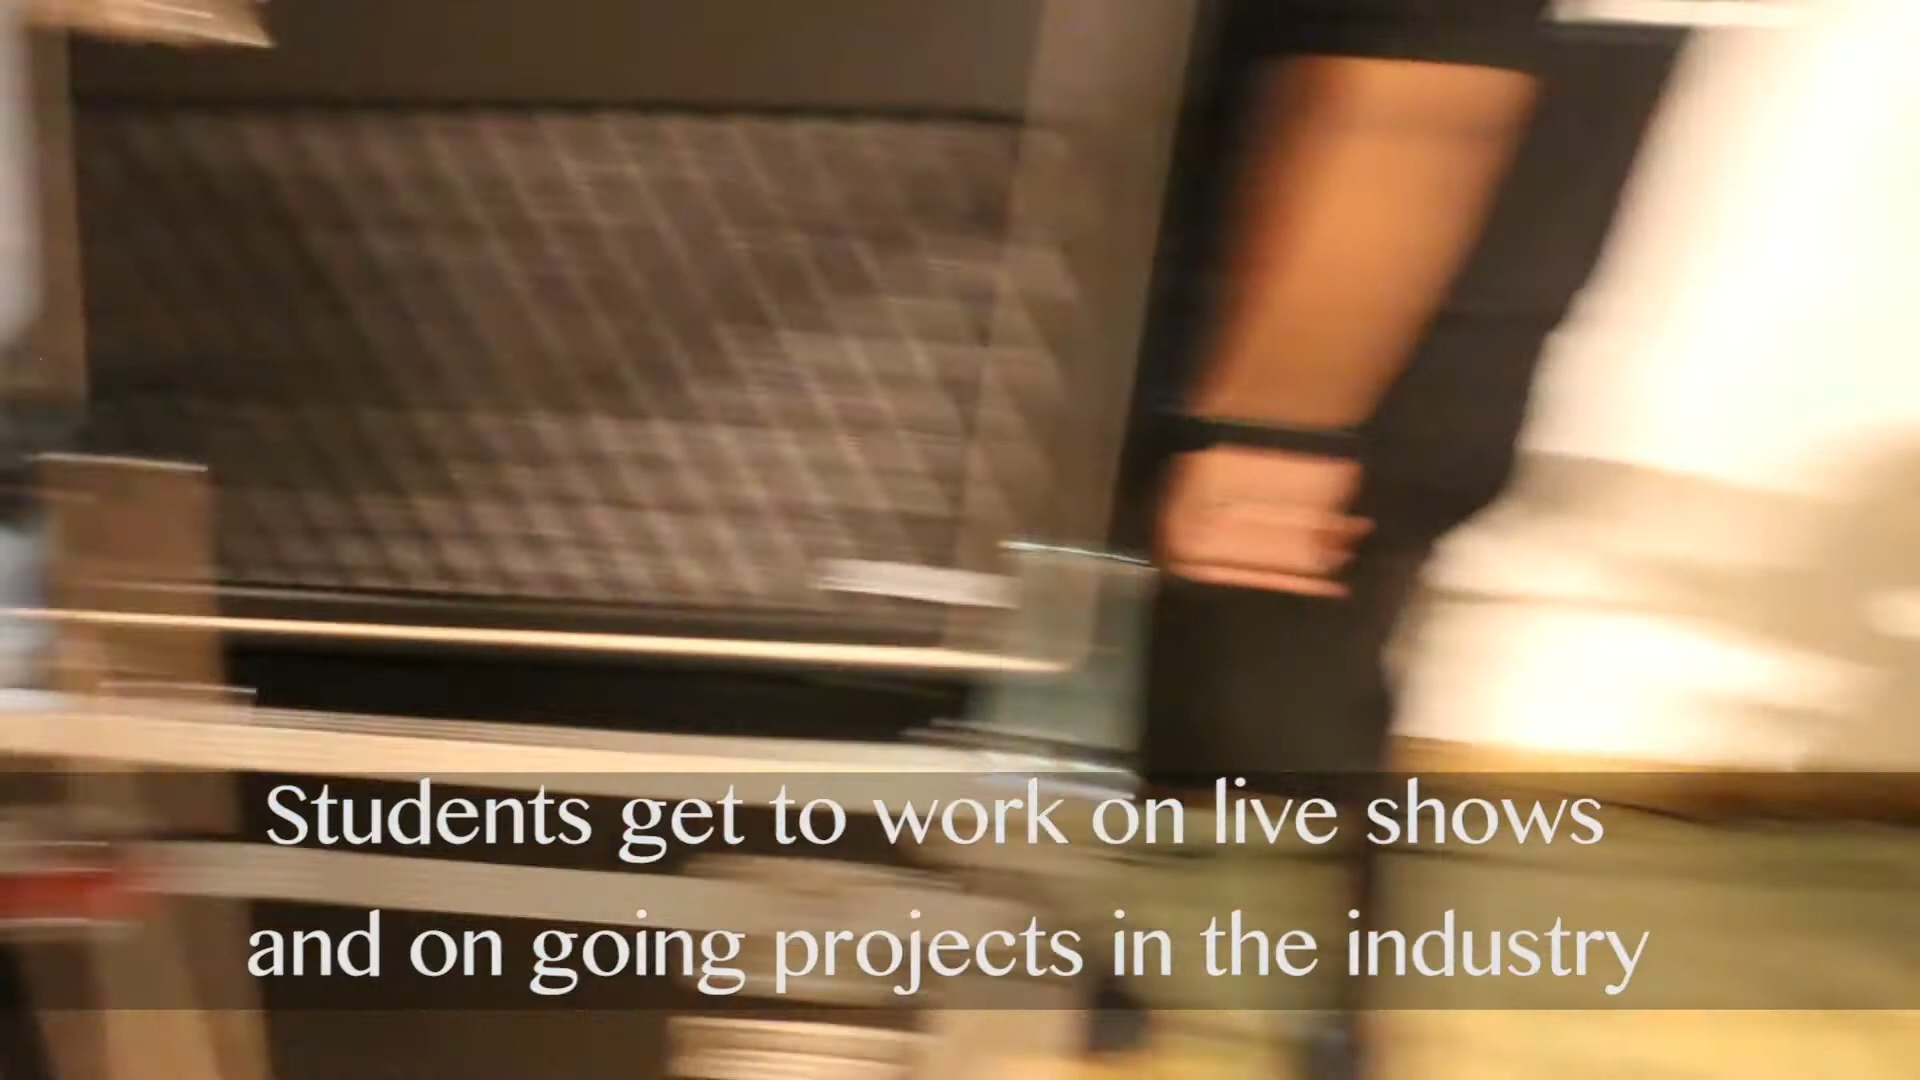 Students get to work on live shows
and on going projects in the industry